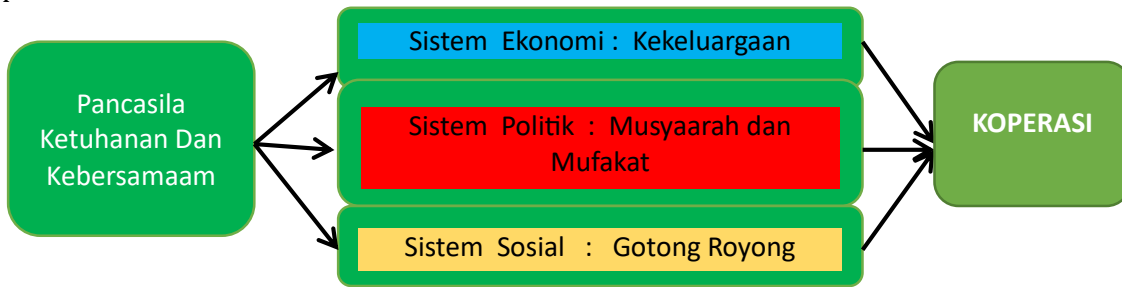 Pancasila
Ketuhanan Dan
Kebersamaam
Sistem Ekonomi : Kekeluargaan
Sistem Politik : Musyaarah dan
Mufakat
Sistem Sosial : Gotong Royong
KOPERASI